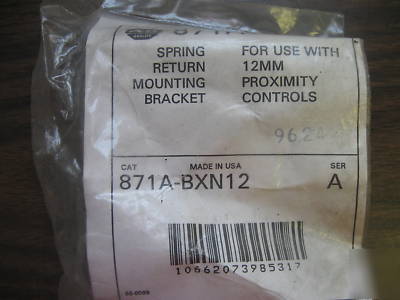 SPRING FOR USE WITH
RETURN 12MM
MOUNTING PROXIMITY
BRACKET CONTROLS
CAT MADE IN USA SER
871A-BXN12 A
10662073985317